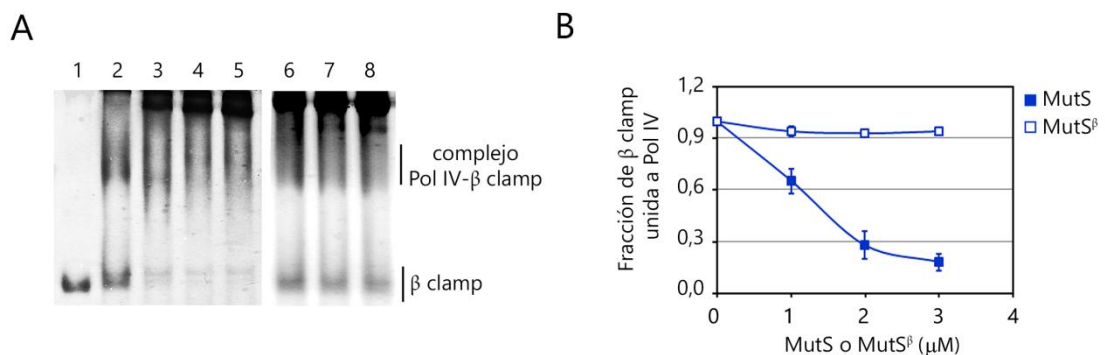 A
1 2 3 4 5 6 7 8
complejo
Pol IV-β clamp
β clamp
B
Fracción de β clamp
unida a Pol IV
1,2
0,9
0,6
0,3
0,0
0 1 2 3 4
MutS o MutSᵝ (μM)
MutS
MutSᵝ